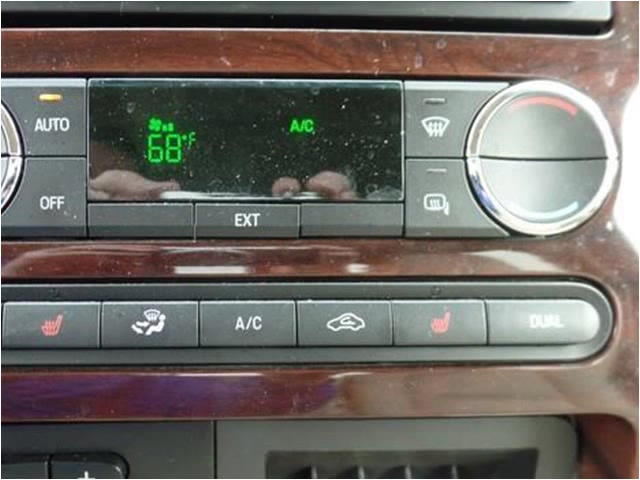 AUTO
68°F
A/C
OFF
EXT
A/C
DUAL
+